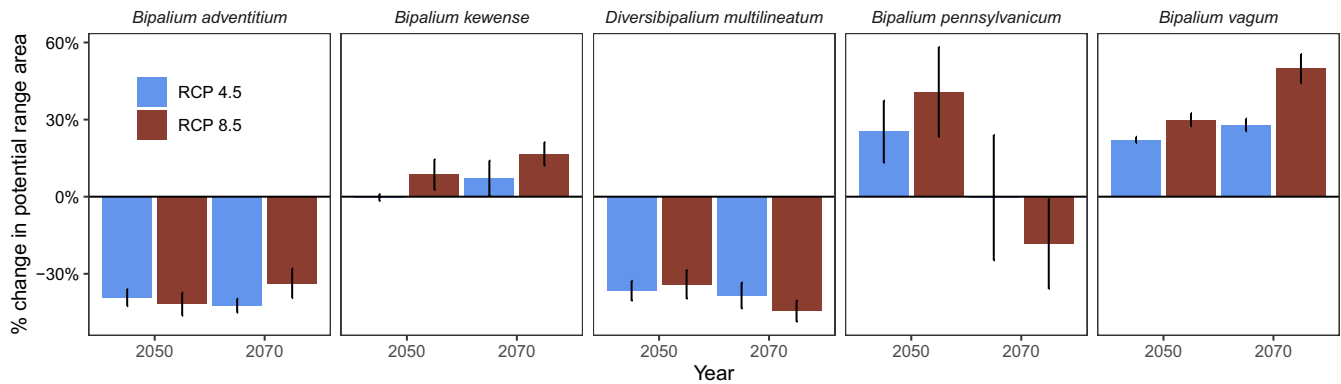 Bipalium adventitium
Bipalium kewense
Diversibipalium multilineatum
Bipalium pennsylvanicum
Bipalium vagum
% change in potential range area
60%
30%
0%
−30%
RCP 4.5
RCP 8.5
2050 2070
2050 2070
2050 2070
2050 2070
2050 2070
Year